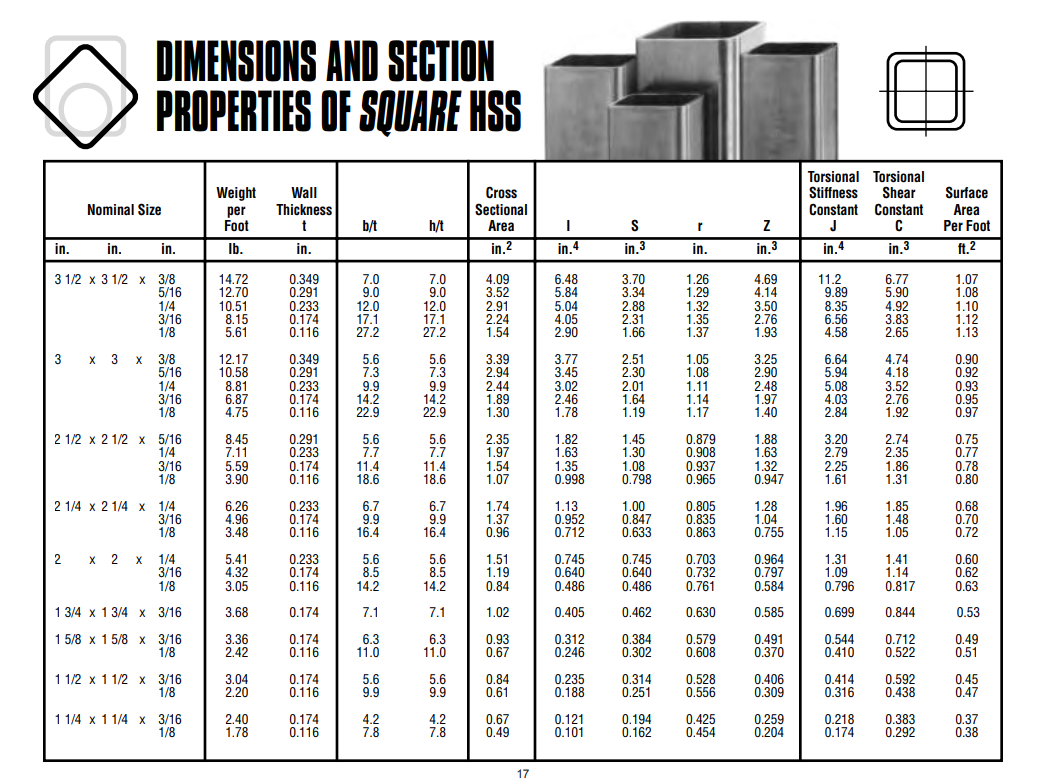 DIMENSIONS AND SECTION
PROPERTIES OF SQUARE HSS
Nominal Size Weight per Foot Wall Thickness t b/t h/t Cross Sectional Area I S r Z Torsional Stiffness Constant J Torsional Shear Constant C Surface Area Per Foot
in. in. in. lb. in. in.2 in.4 in.3 in. in.3 in.4 in.3 ft.2
3 1/2 x 3 1/2 x 3/8 14.72 0.349 7.0 7.0 4.09 6.48 3.70 1.26 4.69 11.2 6.77 1.07
5/16 12.70 0.291 9.0 9.0 3.52 5.84 3.34 1.29 4.14 9.89 5.90 1.08
1/4 10.51 0.233 12.0 12.0 2.91 5.04 2.88 1.32 3.50 8.35 4.92 1.10
3/16 8.15 0.174 17.1 17.1 2.24 4.05 2.31 1.35 2.76 6.56 3.83 1.12
1/8 5.61 0.116 27.2 27.2 1.54 2.90 1.66 1.37 1.93 4.58 2.65 1.13
3 x 3 x 3/8 12.17 0.349 5.6 5.6 3.39 3.77 2.51 1.05 3.25 6.64 4.74 0.90
5/16 10.58 0.291 7.3 7.3 2.94 3.45 2.30 1.08 2.90 5.94 4.18 0.92
1/4 8.81 0.233 9.9 9.9 2.44 3.02 2.01 1.11 2.48 5.08 3.52 0.93
3/16 6.87 0.174 14.2 14.2 1.89 2.46 1.64 1.14 1.97 4.03 2.76 0.95
1/8 4.75 0.116 22.9 22.9 1.30 1.78 1.19 1.17 1.40 2.84 1.92 0.97
2 1/2 x 2 1/2 x 5/16 8.45 0.291 5.6 5.6 2.35 1.82 1.45 0.879 1.88 3.20 2.74 0.75
1/4 7.11 0.233 7.7 7.7 1.97 1.63 1.30 0.908 1.63 2.79 2.35 0.77
3/16 5.59 0.174 11.4 11.4 1.54 1.35 1.08 0.937 1.32 2.25 1.86 0.78
1/8 3.90 0.116 18.6 18.6 1.07 0.998 0.798 0.965 0.947 1.61 1.31 0.80
2 1/4 x 2 1/4 x 1/4 6.26 0.233 6.7 6.7 1.74 1.13 1.00 0.805 1.28 1.96 1.85 0.68
3/16 4.96 0.174 9.9 9.9 1.37 0.952 0.847 0.835 1.04 1.60 1.48 0.70
1/8 3.48 0.116 16.4 16.4 0.96 0.712 0.633 0.863 0.755 1.15 1.05 0.72
2 x 2 x 1/4 5.41 0.233 5.6 5.6 1.51 0.745 0.745 0.703 0.964 1.31 1.41 0.60
3/16 4.32 0.174 8.5 8.5 1.19 0.640 0.640 0.732 0.797 1.09 1.14 0.62
1/8 3.05 0.116 14.2 14.2 0.84 0.486 0.486 0.761 0.584 0.796 0.817 0.63
1 3/4 x 1 3/4 x 3/16 3.68 0.174 7.1 7.1 1.02 0.405 0.462 0.630 0.585 0.699 0.844 0.53
1 5/8 x 1 5/8 x 3/16 3.36 0.174 6.3 6.3 0.93 0.312 0.384 0.579 0.491 0.544 0.712 0.49
1/8 2.42 0.116 11.0 11.0 0.67 0.246 0.302 0.608 0.370 0.410 0.522 0.51
1 1/2 x 1 1/2 x 3/16 3.04 0.174 5.6 5.6 0.84 0.235 0.314 0.528 0.406 0.414 0.592 0.45
1/8 2.20 0.116 9.9 9.9 0.61 0.188 0.251 0.556 0.309 0.316 0.438 0.47
1 1/4 x 1 1/4 x 3/16 2.40 0.174 4.2 4.2 0.67 0.121 0.194 0.425 0.259 0.218 0.383 0.37
1/8 1.78 0.116 7.8 7.8 0.49 0.101 0.162 0.454 0.204 0.174 0.292 0.38
17